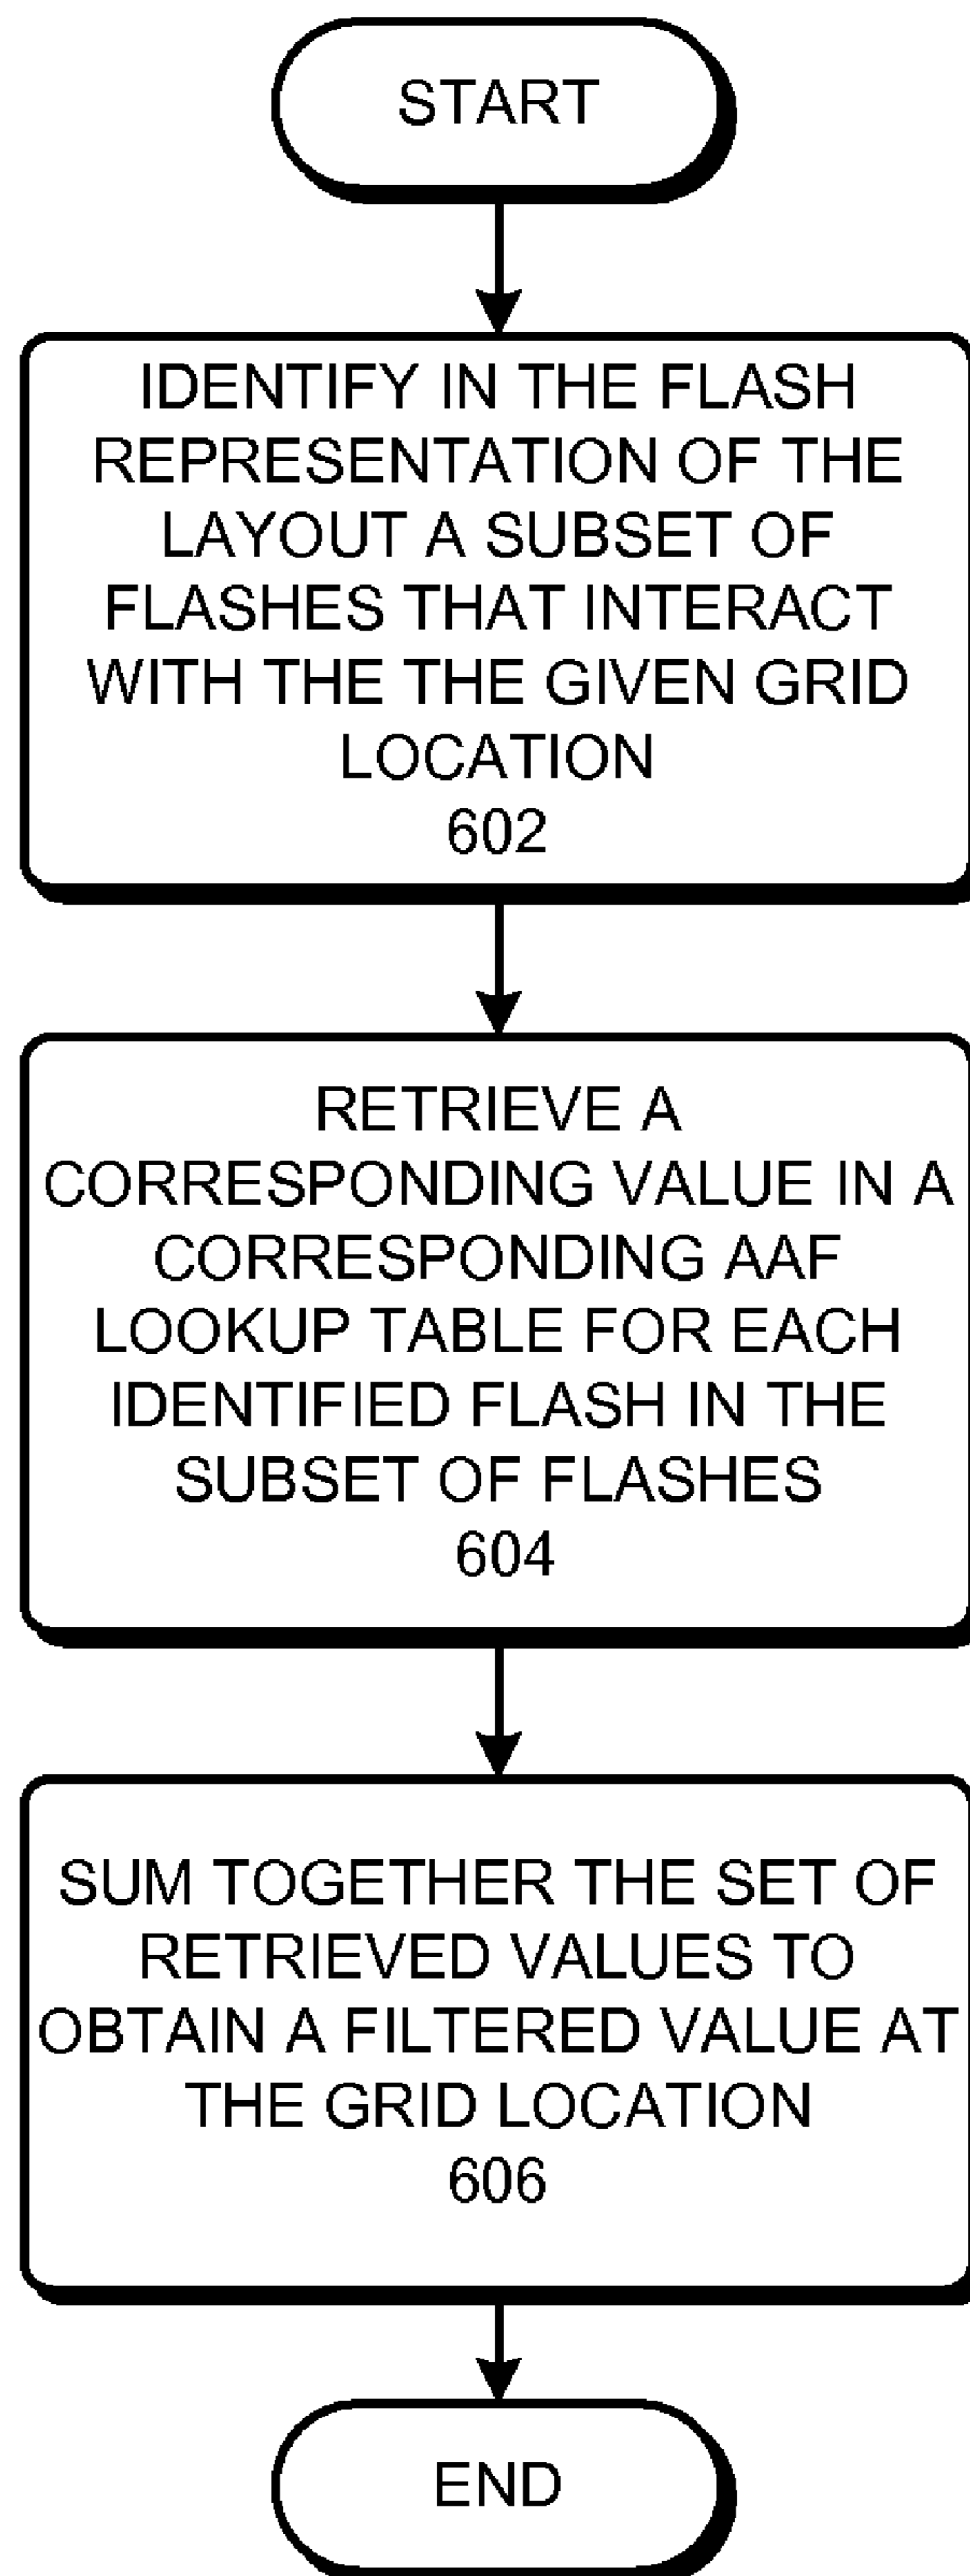 START
IDENTIFY IN THE FLASH
REPRESENTATION OF THE
LAYOUT A SUBSET OF
FLASHES THAT INTERACT
WITH THE THE GIVEN GRID
LOCATION
602
RETRIEVE A
CORRESPONDING VALUE IN A
CORRESPONDING AAF
LOOKUP TABLE FOR EACH
IDENTIFIED FLASH IN THE
SUBSET OF FLASHES
604
SUM TOGETHER THE SET OF
RETRIEVED VALUES TO
OBTAIN A FILTERED VALUE AT
THE GRID LOCATION
606
END